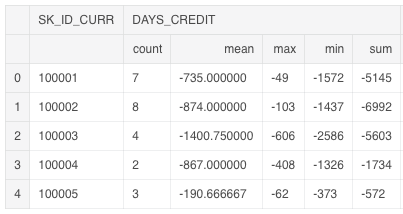 SK_ID_CURR DAYS_CREDIT
count mean max min sum
0 100001 7 -735.000000 -49 -1572 -5145
1 100002 8 -874.000000 -103 -1437 -6992
2 100003 4 -1400.750000 -606 -2586 -5603
3 100004 2 -867.000000 -408 -1326 -1734
4 100005 3 -190.666667 -62 -373 -572